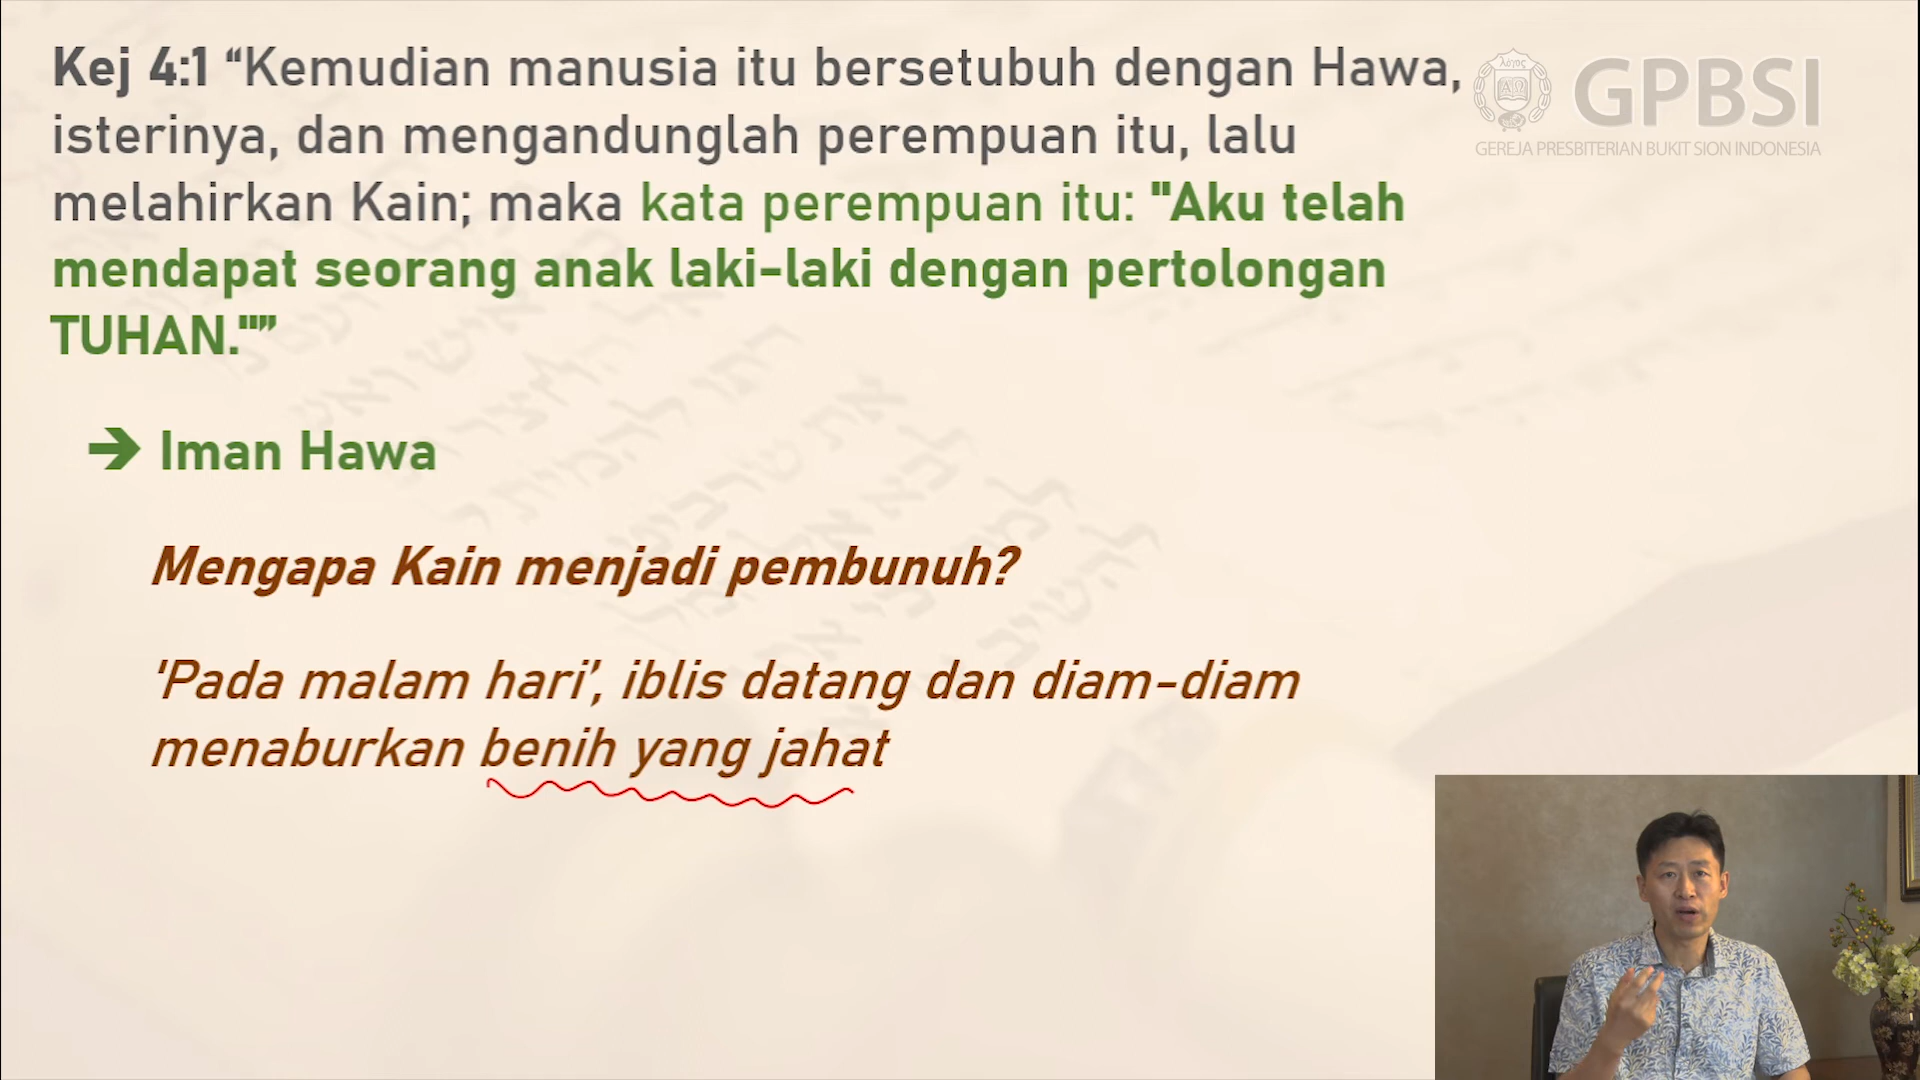 Kej 4:1 “Kemudian manusia itu bersetubuh dengan Hawa,
isterinya, dan mengandunglah perempuan itu, lalu
melahirkan Kain; maka kata perempuan itu: "Aku telah
mendapat seorang anak laki-laki dengan pertolongan
TUHAN."”
λόγος
ΑΩ
GPBSI
GEREJA PRESBITERIAN BUKIT SION INDONESIA
➔ Iman Hawa
Mengapa Kain menjadi pembunuh?
'Pada malam hari’, iblis datang dan diam-diam
menaburkan benih yang jahat